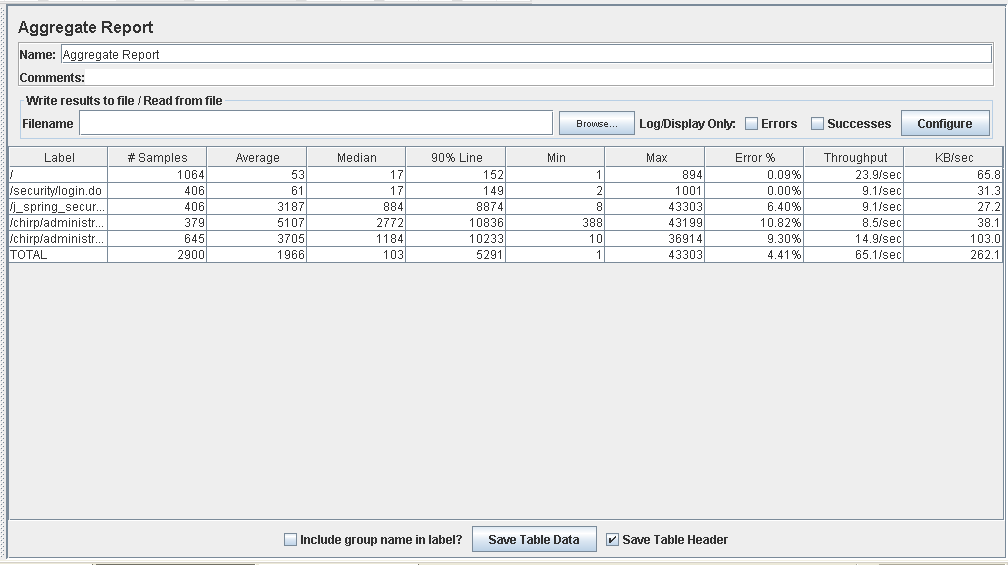 Aggregate Report
Name: Aggregate Report
Comments:
Write results to file / Read from file
Filename Browse... Log/Display Only: Errors Successes Configure
Label # Samples Average Median 90% Line Min Max Error % Throughput KB/sec
/ 1064 53 17 152 1 894 0.09% 23.9/sec 65.8
/security/login.do 406 61 17 149 2 1001 0.00% 9.1/sec 31.3
/j_spring_secur... 406 3187 884 8874 8 43303 6.40% 9.1/sec 27.2
/chirp/administr... 379 5107 2772 10836 388 43199 10.82% 8.5/sec 38.1
/chirp/administr... 645 3705 1184 10233 10 36914 9.30% 14.9/sec 103.0
TOTAL 2900 1966 103 5291 1 43303 4.41% 65.1/sec 262.1
Include group name in label? Save Table Data Save Table Header